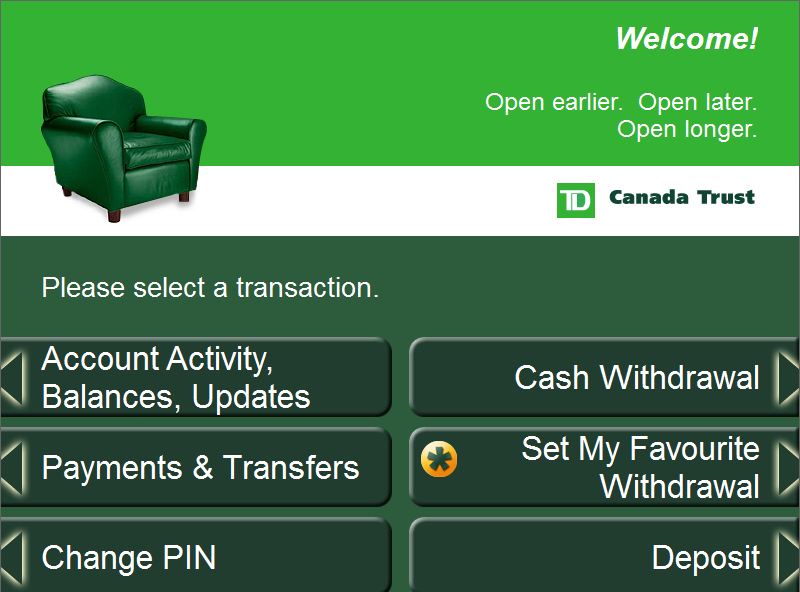 Welcome!
Open earlier.  Open later.
Open longer.
TD Canada Trust
Please select a transaction.
Account Activity,
Balances, Updates
Cash Withdrawal
Payments & Transfers
Set My Favourite
Withdrawal
Change PIN
Deposit